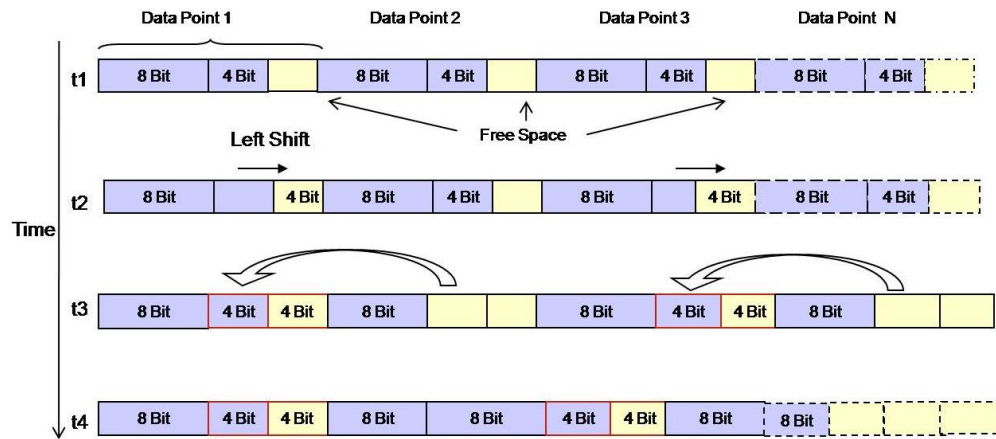 Data Point 1 Data Point 2 Data Point 3 Data Point N
t1 8 Bit 4 Bit 8 Bit 4 Bit 8 Bit 4 Bit 8 Bit 4 Bit
Free Space
Left Shift
t2 8 Bit 4 Bit 8 Bit 4 Bit 8 Bit 4 Bit 8 Bit 4 Bit
Time
t3 8 Bit 4 Bit 4 Bit 8 Bit 8 Bit 4 Bit 4 Bit 8 Bit
t4 8 Bit 4 Bit 4 Bit 8 Bit 8 Bit 4 Bit 4 Bit 8 Bit 8 Bit